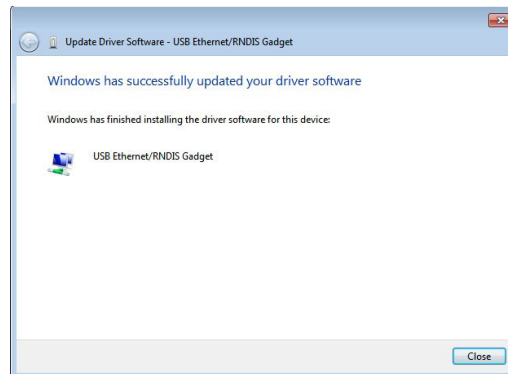 Update Driver Software - USB Ethernet/RNDIS Gadget
Windows has successfully updated your driver software
Windows has finished installing the driver software for this device:
USB Ethernet/RNDIS Gadget
Close